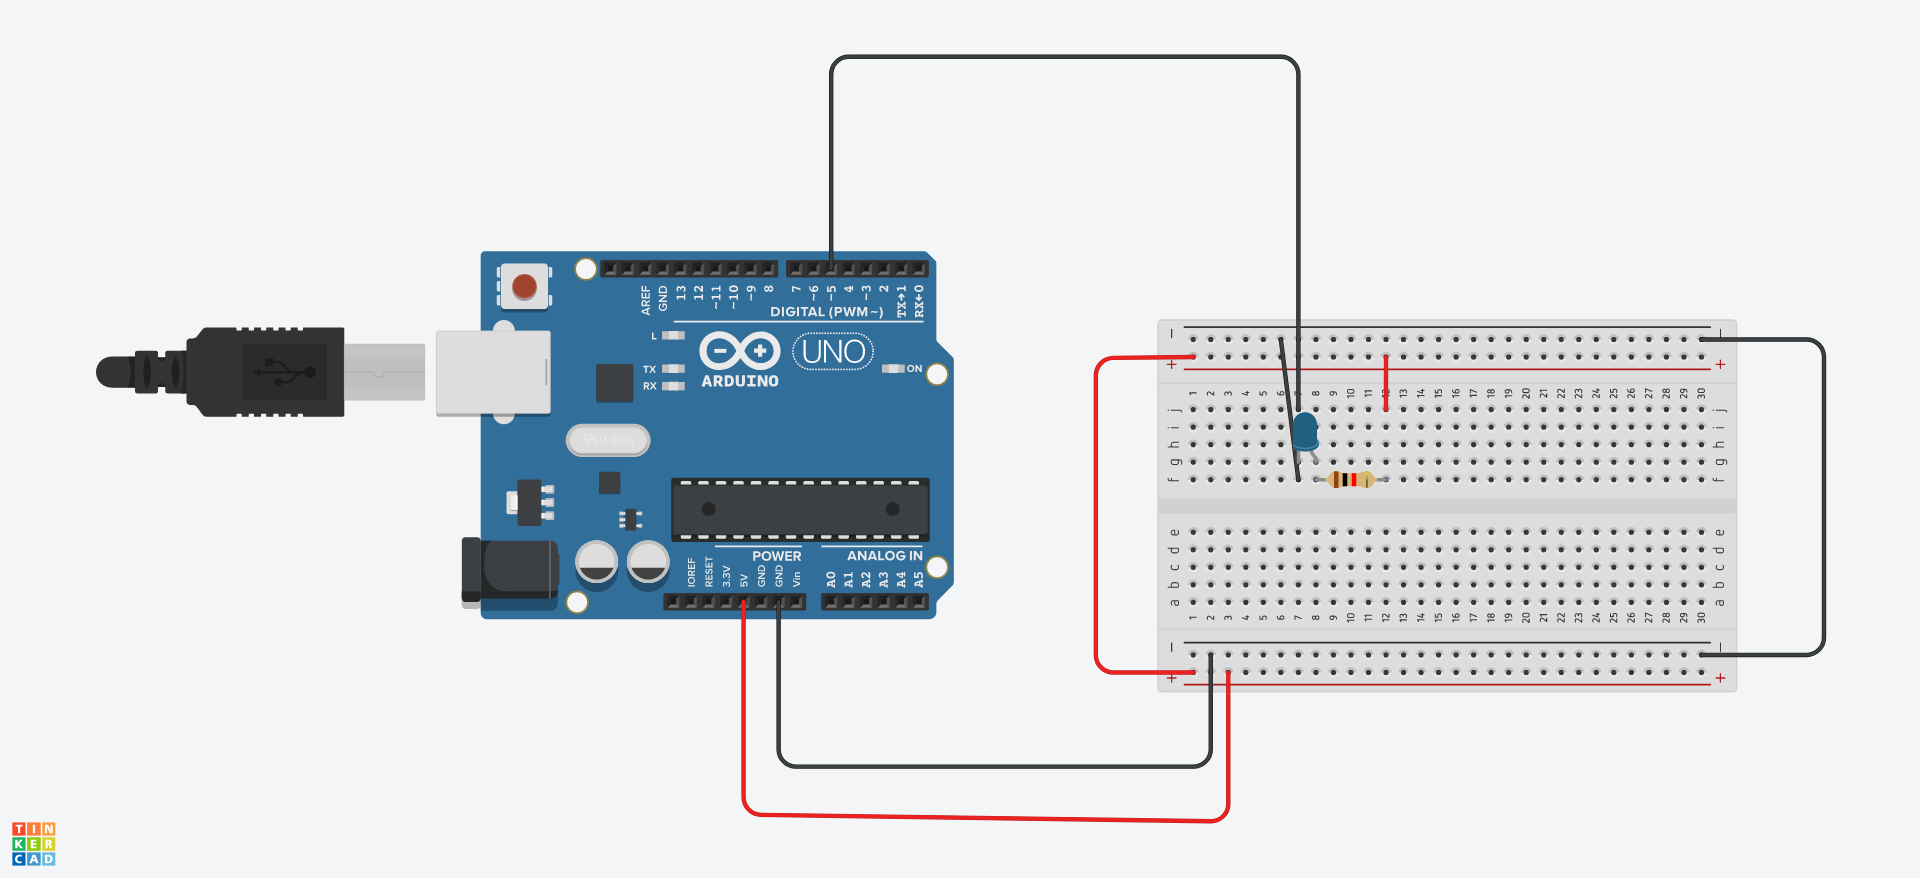 AREF
GND
13
12
~11
~10
~9
8
7
~6
~5
4
~3
2
TX→1
RX←0
DIGITAL (PWM~)
L
TX
RX
ARDUINO
UNO
ON
SPK16.000G
IOREF
RESET
3.3V
5V
GND
GND
Vin
POWER
ANALOG IN
A0
A1
A2
A3
A4
A5
− −
+ +
1 2 3 4 5 6 7 8 9 10 11 12 13 14 15 16 17 18 19 20 21 22 23 24 25 26 27 28 29 30
j j
i i
h h
g g
f f
e e
d d
c c
b b
a a
1 2 3 4 5 6 7 8 9 10 11 12 13 14 15 16 17 18 19 20 21 22 23 24 25 26 27 28 29 30
− −
+ +
TIN
KER
CAD